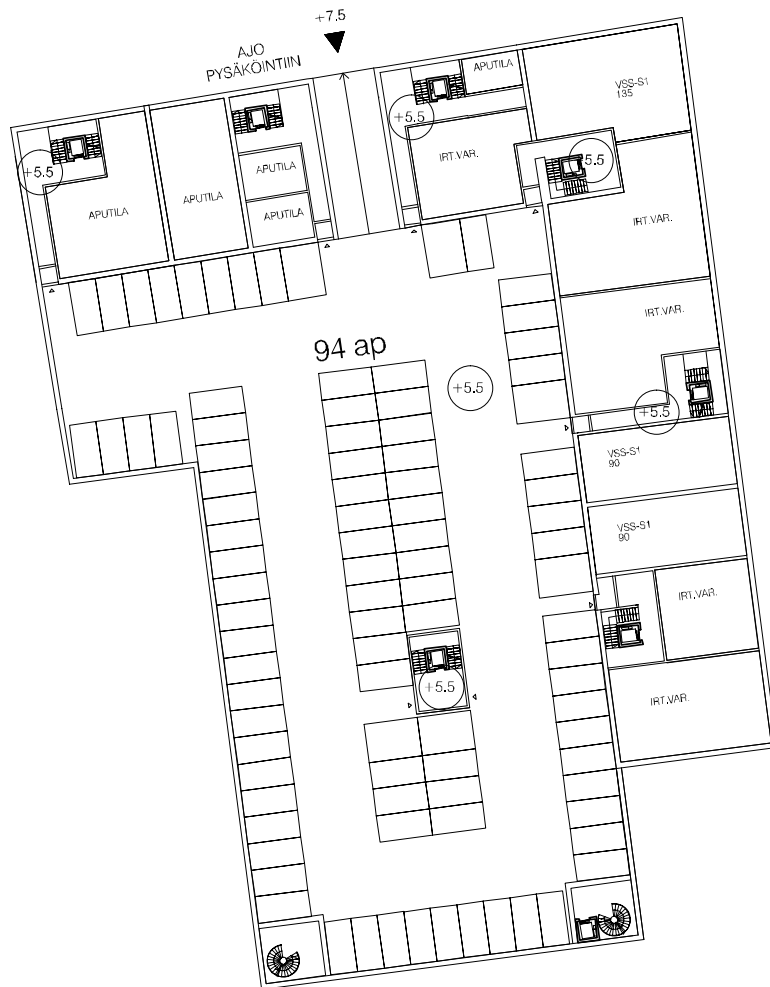 +7.5
AJO
PYSÄKÖINTIIN
APUTILA
VSS-S1
135
+5.5
+5.5
IRT.VAR.
5.5
+5.5
APUTILA
APUTILA
APUTILA
APUTILA
IRT.VAR.
IRT.VAR.
94 ap
+5.5
+5.5
VSS-S1
90
VSS-S1
90
IRT.VAR.
+5.5
IRT.VAR.